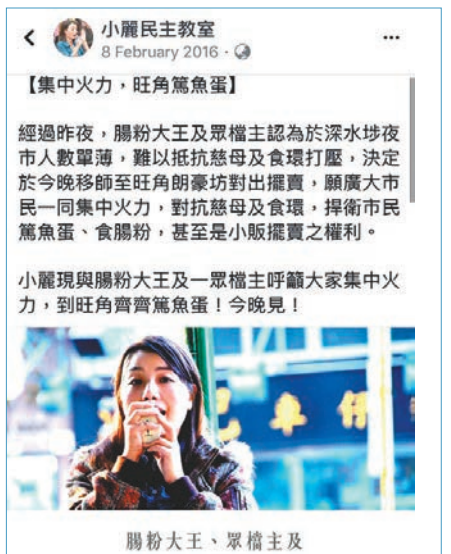 小麗民主教室
8 February 2016
【集中火力,旺角篤魚蛋】
經過昨夜,腸粉大王及眾檔主認為於深水埗夜
市人數單薄,難以抵抗慈母及食環打壓,決定
於今晚移師至旺角朗豪坊對出擺賣,願廣大市
民一同集中火力,對抗慈母及食環,捍衛市民
篤魚蛋、食腸粉,甚至是小販擺賣之權利。
小麗現與腸粉大王及一眾檔主呼籲大家集中火
力,到旺角齊齊篤魚蛋!今晚見!
腸粉大王、眾檔主及